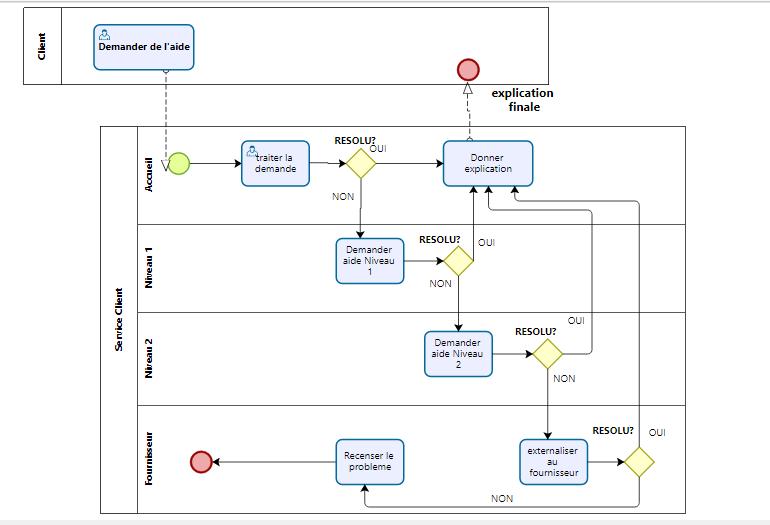 Client
Demander de l'aide
explication
finale
Service Client
Accueil
traiter la
demande
RESOLU?
OUI
NON
Donner
explication
Niveau 1
Demander
aide Niveau
1
RESOLU?
OUI
NON
Niveau 2
Demander
aide Niveau
2
RESOLU?
OUI
NON
Fournisseur
Recenser le
probleme
externaliser
au
fournisseur
RESOLU?
OUI
NON